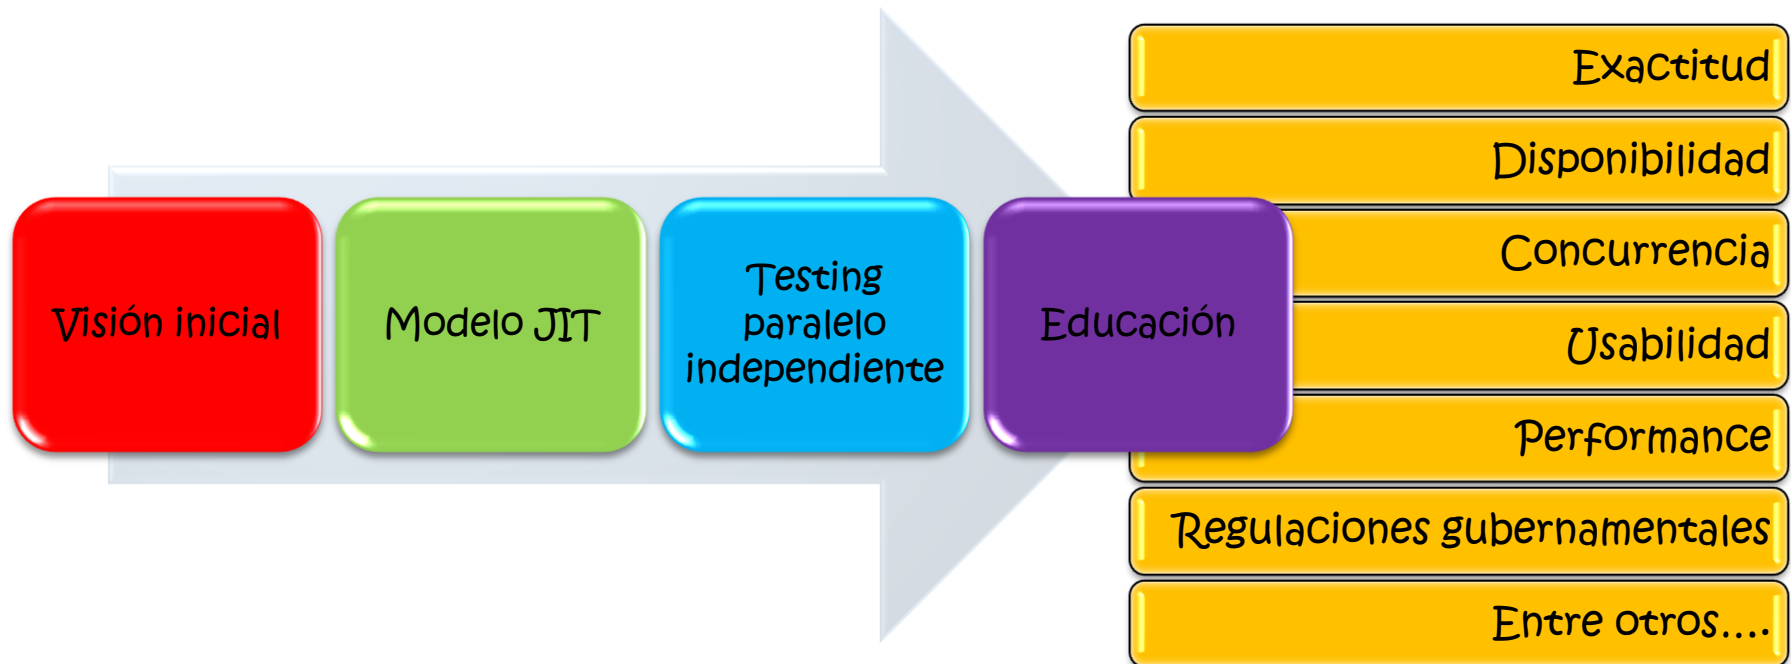 Visión inicial
Modelo JIT
Testing
paralelo
independiente
Educación
Exactitud
Disponibilidad
Concurrencia
Usabilidad
Performance
Regulaciones gubernamentales
Entre otros....